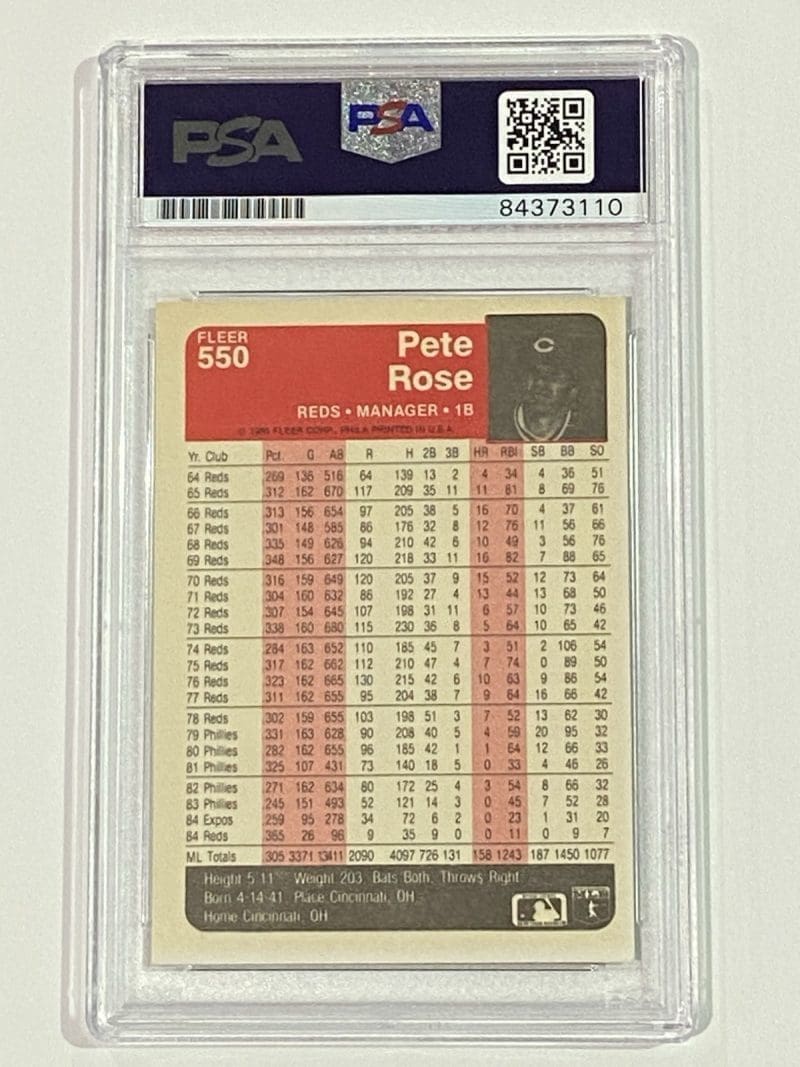 PSA
PSA
84373110
FLEER
550
Pete
Rose
REDS • MANAGER • 1B
© 1985 FLEER CORP., PHILA PRINTED IN U.S.A.
Yr. Club Pct. G AB R H 2B 3B HR RBI SB BB SO
64 Reds 269 136 516 64 139 13 2 4 34 4 36 51
65 Reds 312 162 670 117 209 35 11 11 81 8 69 76
66 Reds 313 156 654 97 205 38 5 16 70 4 37 61
67 Reds 301 148 585 86 176 32 8 12 76 11 56 66
68 Reds 335 149 626 94 210 42 6 10 49 3 56 76
69 Reds 348 156 627 120 218 33 11 16 82 7 88 65
70 Reds 316 159 649 120 205 37 9 15 52 12 73 64
71 Reds 304 160 632 86 192 27 4 13 44 13 68 50
72 Reds 307 154 645 107 198 31 11 6 57 10 73 46
73 Reds 338 160 680 115 230 36 8 5 64 10 65 42
74 Reds 284 163 652 110 185 45 7 3 51 2 106 54
75 Reds 317 162 662 112 210 47 4 7 74 0 89 50
76 Reds 323 162 665 130 215 42 6 10 63 9 86 54
77 Reds 311 162 655 95 204 38 7 9 64 16 66 42
78 Reds 302 159 655 103 198 51 3 7 52 13 62 30
79 Phillies 331 163 628 90 208 40 5 4 59 20 95 32
80 Phillies 282 162 655 96 185 42 1 1 64 12 66 33
81 Phillies 325 107 431 73 140 18 5 0 33 4 46 26
82 Phillies 271 162 634 80 172 25 4 3 54 8 66 32
83 Phillies 245 151 493 52 121 14 3 0 45 7 52 28
84 Expos 259 95 278 34 72 6 2 0 23 1 31 20
84 Reds 365 26 96 9 35 9 0 0 11 0 9 7
ML Totals 305 3371 13411 2090 4097 726 131 158 1243 187 1450 1077
Height 5'11" Weight 203 Bats Both, Throws Right
Born 4-14-41 Place Cincinnati, OH
Home Cincinnati, OH